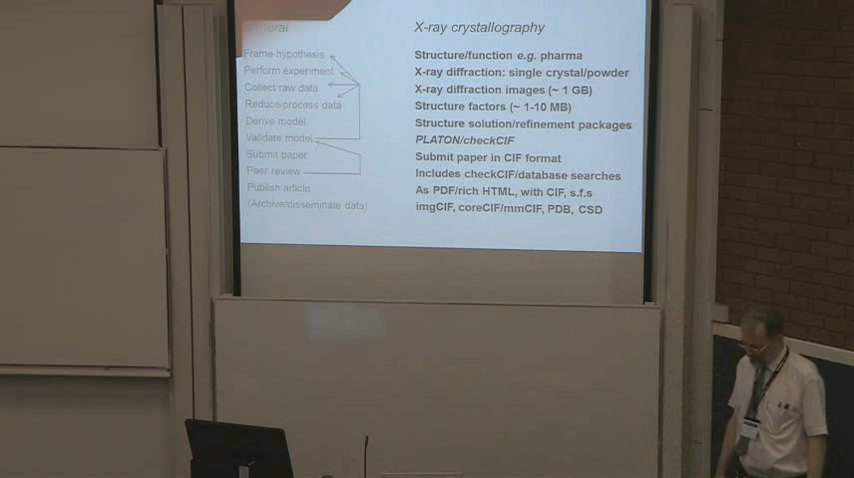 X-ray crystallography
Frame hypothesis Structure/function e.g. pharma
Perform experiment X-ray diffraction: single crystal/powder
Collect raw data X-ray diffraction images (~ 1 GB)
Reduce/process data Structure factors (~ 1-10 MB)
Derive model Structure solution/refinement packages
Validate model PLATON/checkCIF
Submit paper Submit paper in CIF format
Peer review Includes checkCIF/database searches
Publish article As PDF/rich HTML, with CIF, s.f.s
(Archive/disseminate data) imgCIF, coreCIF/mmCIF, PDB, CSD